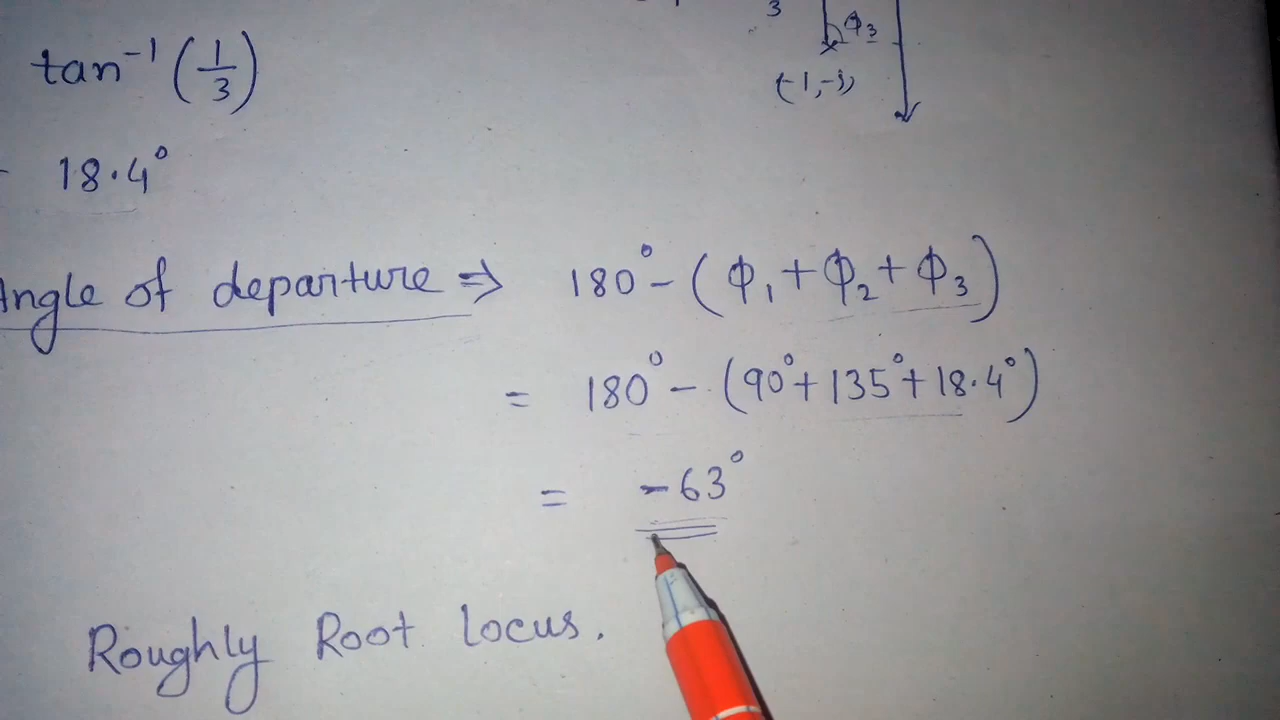 3
ϕ3
(-1,-j)
tan⁻¹(1/3)
18.4°
Angle of departure ⇒ 180° - (ϕ₁ + ϕ₂ + ϕ₃)
= 180° - (90° + 135° + 18.4°)
= -63°
Roughly Root locus.